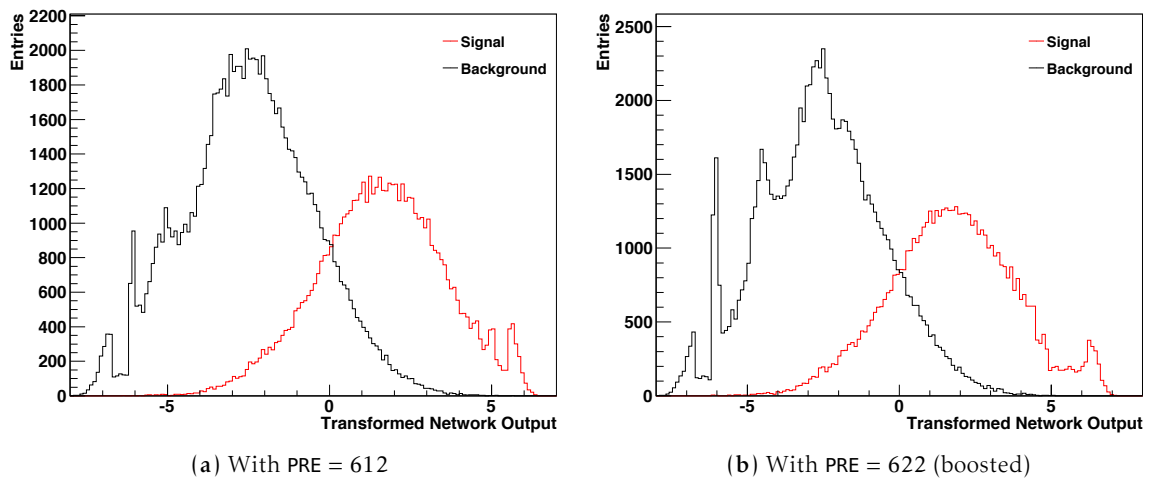 Entries
2200
2000
1800
1600
1400
1200
1000
800
600
400
200
0
-5
0
5
Transformed Network Output
Signal
Background
(a) With PRE = 612
Entries
2500
2000
1500
1000
500
0
-5
0
5
Transformed Network Output
Signal
Background
(b) With PRE = 622 (boosted)